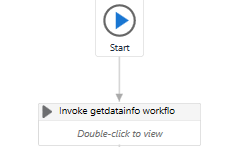 Start
Invoke getdatainfo workflo
Double-click to view